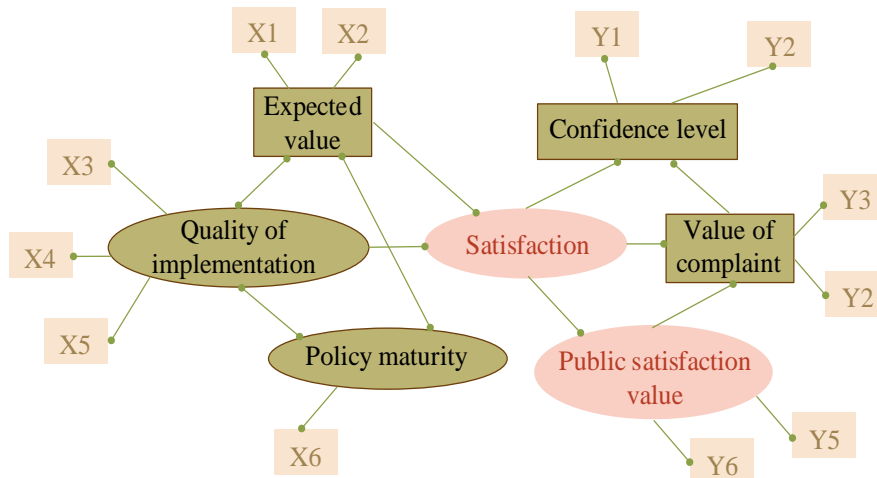 X1
X2
Y1
Y2
Expected
value
Confidence level
X3
Y3
Quality of
implementation
Satisfaction
Value of
complaint
X4
Y2
X5
Policy maturity
Public satisfaction
value
X6
Y5
Y6